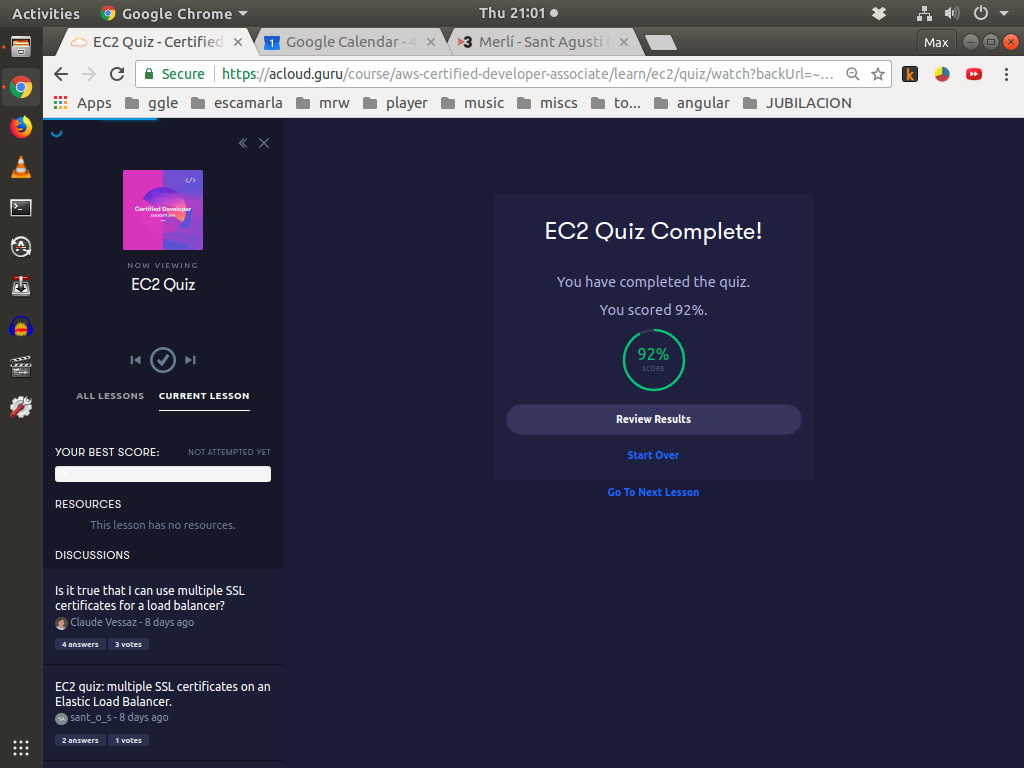 Activities Google Chrome Thu 21:01
EC2 Quiz - Certified
Google Calendar - 4
Merlí - Sant Agustí (
Max
Secure https://acloud.guru/course/aws-certified-developer-associate/learn/ec2/quiz/watch?backUrl=~...
Apps ggle escamarla mrw player music miscs to... angular JUBILACION
Certified Developer
NOW VIEWING
EC2 Quiz
ALL LESSONS CURRENT LESSON
YOUR BEST SCORE: NOT ATTEMPTED YET
RESOURCES
This lesson has no resources.
DISCUSSIONS
Is it true that I can use multiple SSL
certificates for a load balancer?
Claude Vessaz - 8 days ago
4 answers 3 votes
EC2 quiz: multiple SSL certificates on an
Elastic Load Balancer.
sant_o_s - 8 days ago
2 answers 1 votes
EC2 Quiz Complete!
You have completed the quiz.
You scored 92%.
92%
SCORE
Review Results
Start Over
Go To Next Lesson